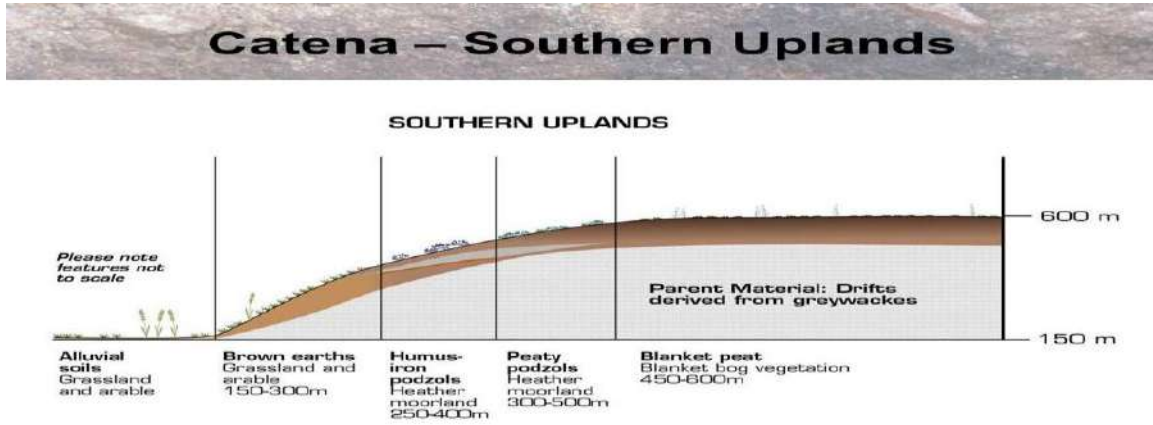 Catena – Southern Uplands
SOUTHERN UPLANDS
600 m
Please note
features not
to scale
Parent Material: Drifts
derived from greywackes
150 m
Alluvial
soils
Grassland
and arable
Brown earths
Grassland and
arable
150-300m
Humus-
iron
podzols
Heather
moorland
250-400m
Peaty
podzols
Heather
moorland
300-500m
Blanket peat
Blanket bog vegetation
450-600m